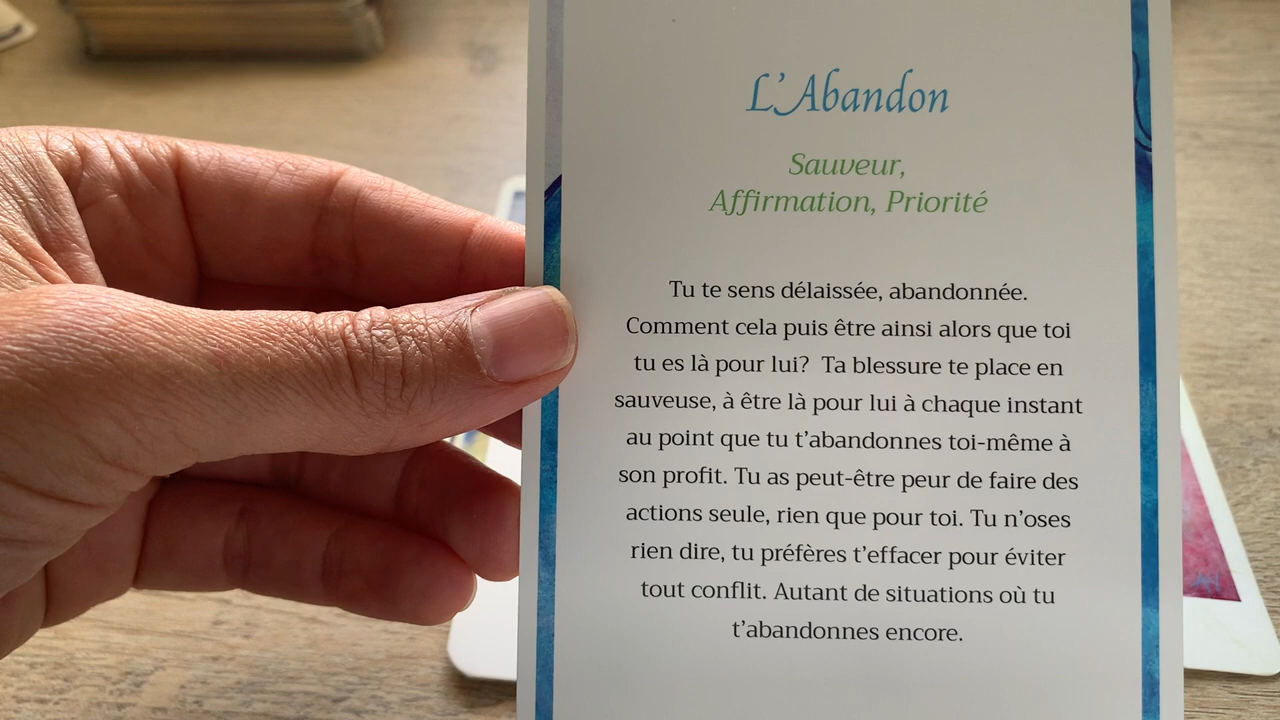 L'Abandon
Sauveur,
Affirmation, Priorité
Tu te sens délaissée, abandonnée.
Comment cela puis être ainsi alors que toi
tu es là pour lui?  Ta blessure te place en
sauveuse, à être là pour lui à chaque instant
au point que tu t'abandonnes toi-même à
son profit. Tu as peut-être peur de faire des
actions seule, rien que pour toi. Tu n'oses
rien dire, tu préfères t'effacer pour éviter
tout conflit. Autant de situations où tu
t'abandonnes encore.